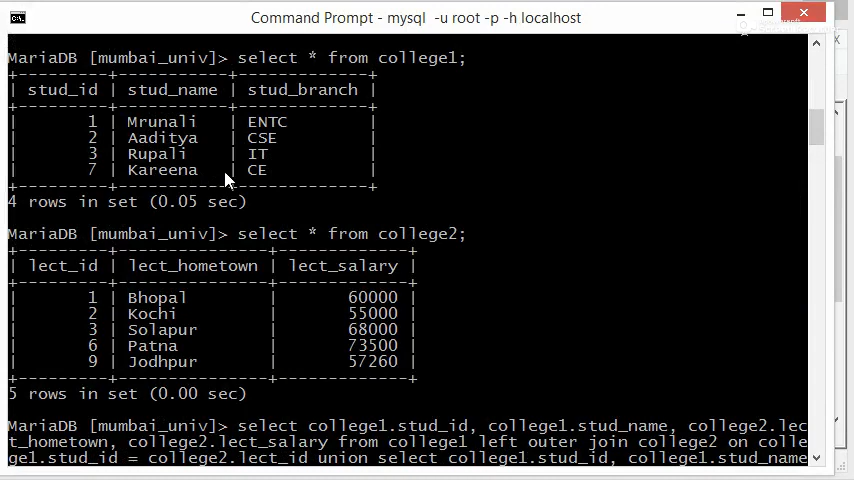 Command Prompt - mysql -u root -p -h localhost
MariaDB [mumbai_univ]> select * from college1;
+---------+-----------+-------------+
| stud_id | stud_name | stud_branch |
+---------+-----------+-------------+
|       1 | Mrunali   | ENTC        |
|       2 | Aaditya   | CSE         |
|       3 | Rupali    | IT          |
|       7 | Kareena   | CE          |
+---------+-----------+-------------+
4 rows in set (0.05 sec)
MariaDB [mumbai_univ]> select * from college2;
+---------+---------------+-------------+
| lect_id | lect_hometown | lect_salary |
+---------+---------------+-------------+
|       1 | Bhopal        |       60000 |
|       2 | Kochi         |       55000 |
|       3 | Solapur       |       68000 |
|       6 | Patna         |       73500 |
|       9 | Jodhpur       |       57260 |
+---------+---------------+-------------+
5 rows in set (0.00 sec)
MariaDB [mumbai_univ]> select college1.stud_id, college1.stud_name, college2.lec
t_hometown, college2.lect_salary from college1 left outer join college2 on colle
ge1.stud_id = college2.lect_id union select college1.stud_id, college1.stud_name